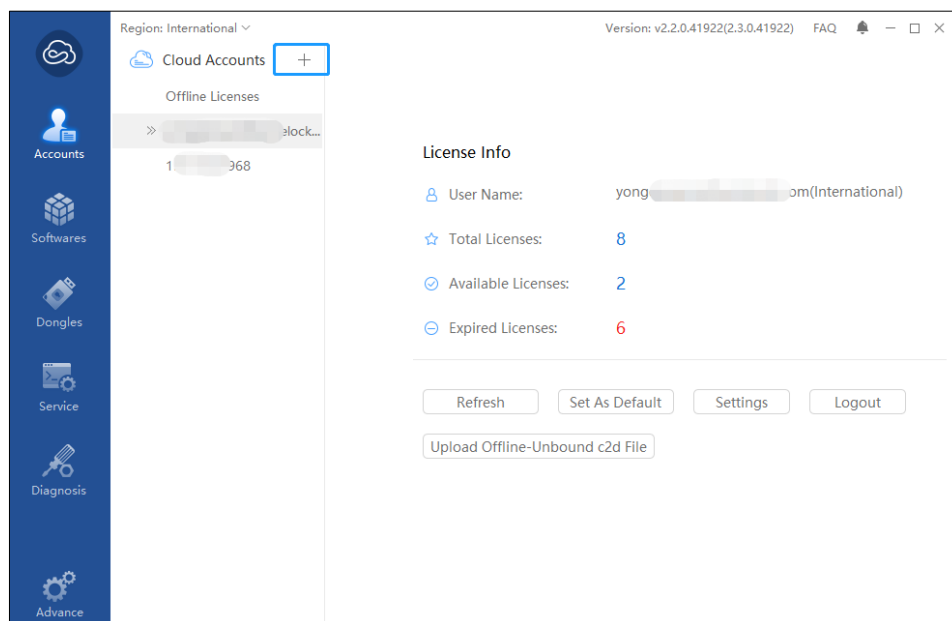 Region: International
Version: v2.2.0.41922(2.3.0.41922) FAQ
Cloud Accounts
Offline Licenses
elock...
1 968
Accounts
Softwares
Dongles
Service
Diagnosis
Advance
License Info
User Name: yong om(International)
Total Licenses: 8
Available Licenses: 2
Expired Licenses: 6
Refresh Set As Default Settings Logout
Upload Offline-Unbound c2d File